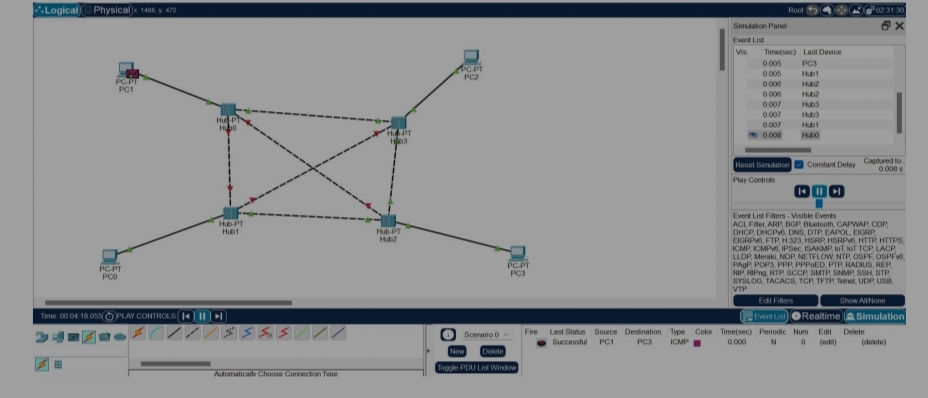 Logical Physical x: 1488, y: 472 Root 02:31:30
PC-PT
PC1
PC-PT
PC2
Hub-PT
Hub0
Hub-PT
Hub3
Hub-PT
Hub1
Hub-PT
Hub2
PC-PT
PC0
PC-PT
PC3
Simulation Panel
Event List
Vis. Time(sec) Last Device
0.005 PC3
0.005 Hub1
0.006 Hub2
0.006 Hub2
0.007 Hub3
0.007 Hub3
0.007 Hub1
0.008 Hub0
Reset Simulation Constant Delay Captured to
0.008 s
Play Controls
Event List Filters - Visible Events
ACL Filter, ARP, BGP, Bluetooth, CAPWAP, CDP,
DHCP, DHCPv6, DNS, DTP, EAPOL, EIGRP,
EIGRPv6, FTP, H.323, HSRP, HSRPv6, HTTP, HTTPS,
ICMP, ICMPv6, IPSec, ISAKMP, IoT, IoT TCP, LACP,
LLDP, Meraki, NDP, NETFLOW, NTP, OSPF, OSPFv6,
PAgP, POP3, PPP, PPPoED, PTP, RADIUS, REP,
RIP, RIPng, RTP, SCCP, SMTP, SNMP, SSH, STP,
SYSLOG, TACACS, TCP, TFTP, Telnet, UDP, USB,
VTP
Edit Filters Show All/None
Time: 00:04:18.055 PLAY CONTROLS: Event List Realtime Simulation
Automatically Choose Connection Type
Scenario 0
New Delete
Toggle PDU List Window
Fire Last Status Source Destination Type Color Time(sec) Periodic Num Edit Delete
Successful PC1 PC3 ICMP 0.000 N 0 (edit) (delete)